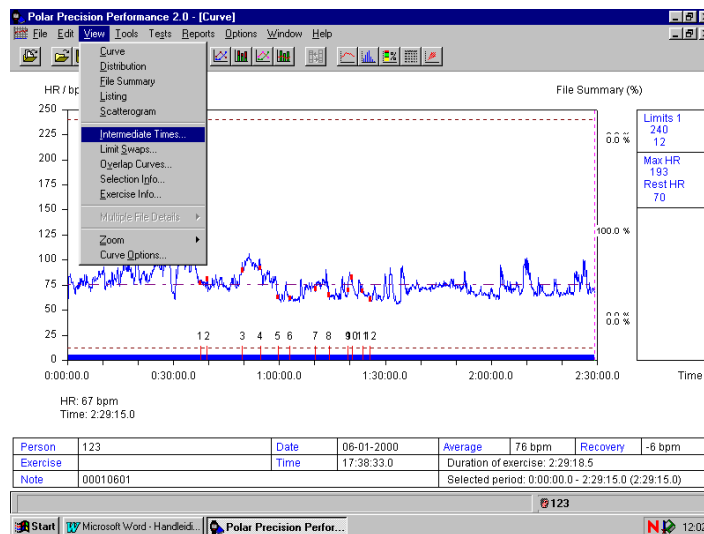 Polar Precision Performance 2.0 - [Curve]
File Edit View Tools Tests Reports Options Window Help
Curve
Distribution
File Summary
Listing
Scatterogram
Intermediate Times...
Limit Swaps...
Overlap Curves...
Selection Info...
Exercise Info...
Multiple File Details
Zoom
Curve Options...
HR / bp
File Summary (%)
250
225
200
175
150
125
100
75
50
25
0
0.0 %
100.0 %
0.0 %
Limits 1
240
12
Max HR
193
Rest HR
70
1 2 3 4 5 6 7 8 9 10 11 12
0:00:00.0 0:30:00.0 1:00:00.0 1:30:00.0 2:00:00.0 2:30:00.0 Time
HR: 67 bpm
Time: 2:29:15.0
Person 123 Date 06-01-2000 Average 76 bpm Recovery -6 bpm
Exercise Time 17:38:33.0 Duration of exercise: 2:29:18.5
Note 00010601 Selected period: 0:00:00.0 - 2:29:15.0 (2:29:15.0)
123
Start Microsoft Word - Handleidi... Polar Precision Perfor... 12:02